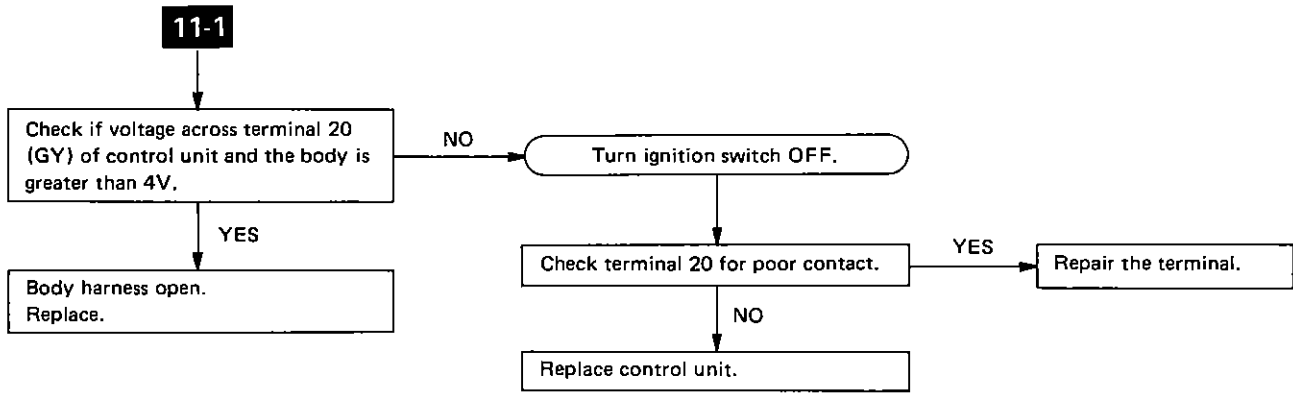 11-1
Check if voltage across terminal 20
(GY) of control unit and the body is
greater than 4V.
NO
Turn ignition switch OFF.
YES
Check terminal 20 for poor contact.
YES
Repair the terminal.
Body harness open.
Replace.
NO
Replace control unit.